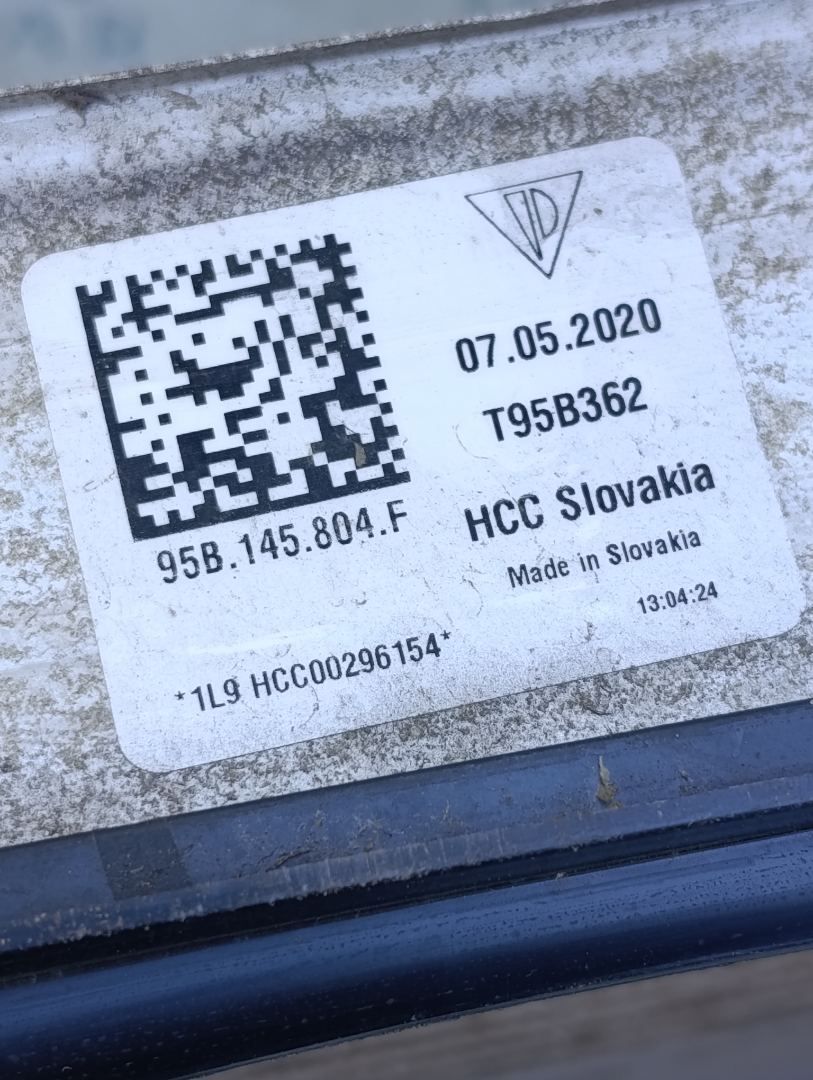 07.05.2020
T95B362
HCC Slovakia
Made in Slovakia
13:04:24
95B.145.804.F
*1L9 HCC00296154*